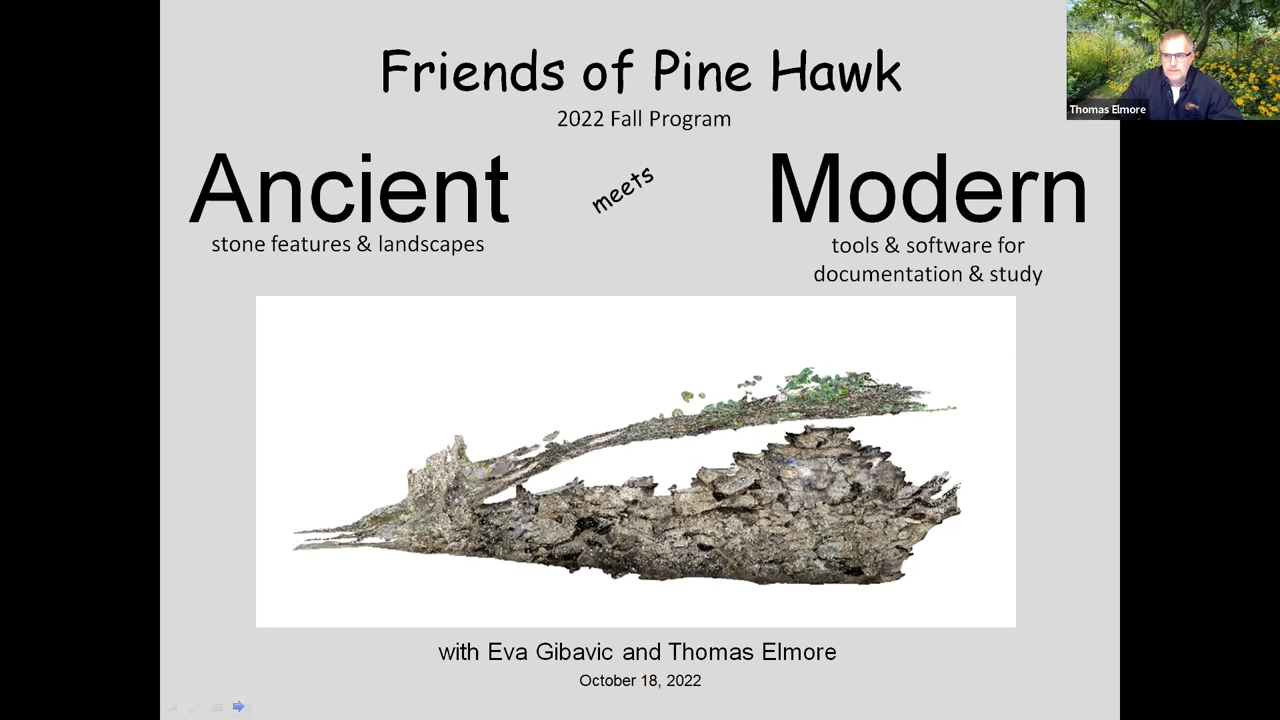 Friends of Pine Hawk
2022 Fall Program
Ancient meets Modern
stone features & landscapes
tools & software for
documentation & study
with Eva Gibavic and Thomas Elmore
October 18, 2022
Thomas Elmore